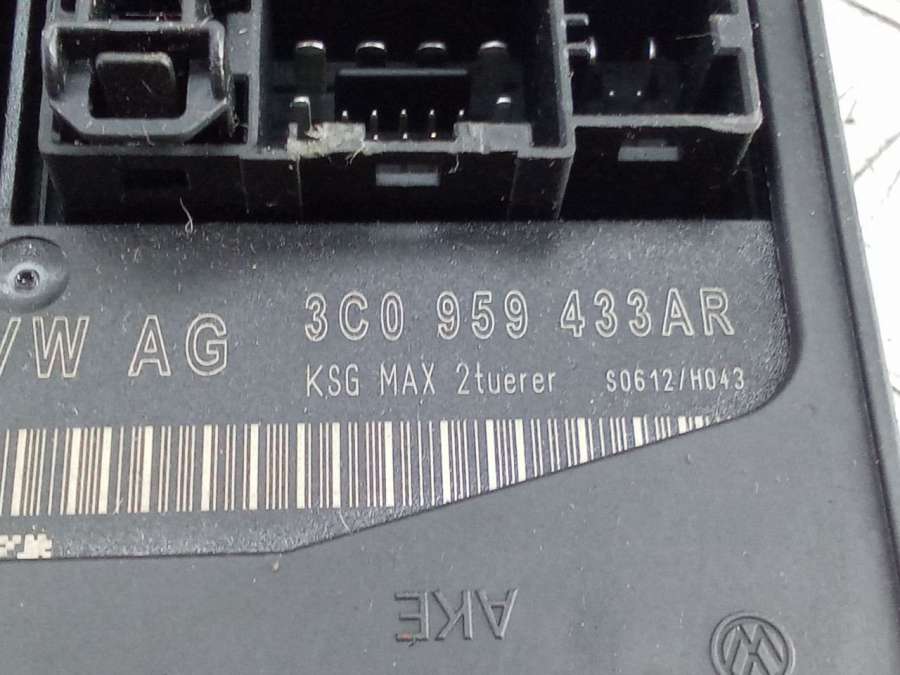 VW AG 3C0 959 433AR
KSG MAX 2tuerer S0612/H043
AKE